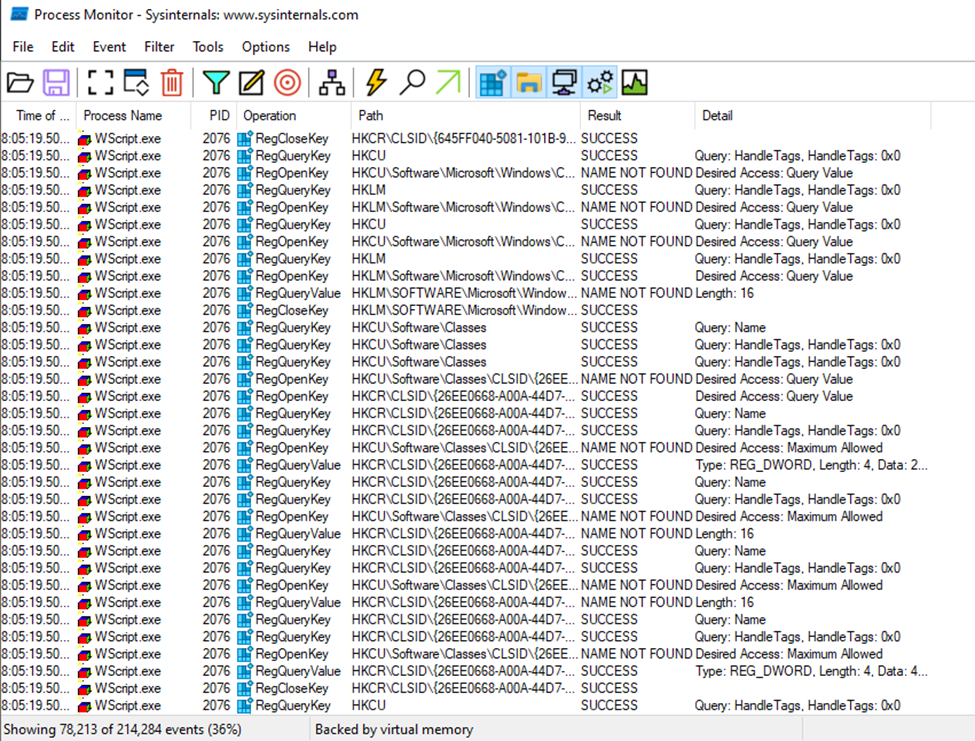 Process Monitor - Sysinternals: www.sysinternals.com
File Edit Event Filter Tools Options Help
Time of ... Process Name PID Operation Path Result Detail
8:05:19.50... WScript.exe 2076 RegCloseKey HKCR\CLSID\{645FF040-5081-101B-9... SUCCESS
8:05:19.50... WScript.exe 2076 RegQueryKey HKCU SUCCESS Query: HandleTags, HandleTags: 0x0
8:05:19.50... WScript.exe 2076 RegOpenKey HKCU\Software\Microsoft\Windows\C... NAME NOT FOUND Desired Access: Query Value
8:05:19.50... WScript.exe 2076 RegQueryKey HKLM SUCCESS Query: HandleTags, HandleTags: 0x0
8:05:19.50... WScript.exe 2076 RegOpenKey HKLM\Software\Microsoft\Windows\C... NAME NOT FOUND Desired Access: Query Value
8:05:19.50... WScript.exe 2076 RegQueryKey HKCU SUCCESS Query: HandleTags, HandleTags: 0x0
8:05:19.50... WScript.exe 2076 RegOpenKey HKCU\Software\Microsoft\Windows\C... NAME NOT FOUND Desired Access: Query Value
8:05:19.50... WScript.exe 2076 RegQueryKey HKLM SUCCESS Query: HandleTags, HandleTags: 0x0
8:05:19.50... WScript.exe 2076 RegOpenKey HKLM\Software\Microsoft\Windows\C... SUCCESS Desired Access: Query Value
8:05:19.50... WScript.exe 2076 RegQueryValue HKLM\SOFTWARE\Microsoft\Window... NAME NOT FOUND Length: 16
8:05:19.50... WScript.exe 2076 RegCloseKey HKLM\SOFTWARE\Microsoft\Window... SUCCESS
8:05:19.50... WScript.exe 2076 RegQueryKey HKCU\Software\Classes SUCCESS Query: Name
8:05:19.50... WScript.exe 2076 RegQueryKey HKCU\Software\Classes SUCCESS Query: HandleTags, HandleTags: 0x0
8:05:19.50... WScript.exe 2076 RegQueryKey HKCU\Software\Classes SUCCESS Query: HandleTags, HandleTags: 0x0
8:05:19.50... WScript.exe 2076 RegOpenKey HKCU\Software\Classes\CLSID\{26EE... NAME NOT FOUND Desired Access: Query Value
8:05:19.50... WScript.exe 2076 RegOpenKey HKCR\CLSID\{26EE0668-A00A-44D7-... SUCCESS Desired Access: Query Value
8:05:19.50... WScript.exe 2076 RegQueryKey HKCR\CLSID\{26EE0668-A00A-44D7-... SUCCESS Query: Name
8:05:19.50... WScript.exe 2076 RegQueryKey HKCR\CLSID\{26EE0668-A00A-44D7-... SUCCESS Query: HandleTags, HandleTags: 0x0
8:05:19.50... WScript.exe 2076 RegOpenKey HKCU\Software\Classes\CLSID\{26EE... NAME NOT FOUND Desired Access: Maximum Allowed
8:05:19.50... WScript.exe 2076 RegQueryValue HKCR\CLSID\{26EE0668-A00A-44D7-... SUCCESS Type: REG_DWORD, Length: 4, Data: 2...
8:05:19.50... WScript.exe 2076 RegQueryKey HKCR\CLSID\{26EE0668-A00A-44D7-... SUCCESS Query: Name
8:05:19.50... WScript.exe 2076 RegQueryKey HKCR\CLSID\{26EE0668-A00A-44D7-... SUCCESS Query: HandleTags, HandleTags: 0x0
8:05:19.50... WScript.exe 2076 RegOpenKey HKCU\Software\Classes\CLSID\{26EE... NAME NOT FOUND Desired Access: Maximum Allowed
8:05:19.50... WScript.exe 2076 RegQueryValue HKCR\CLSID\{26EE0668-A00A-44D7-... NAME NOT FOUND Length: 16
8:05:19.50... WScript.exe 2076 RegQueryKey HKCR\CLSID\{26EE0668-A00A-44D7-... SUCCESS Query: Name
8:05:19.50... WScript.exe 2076 RegQueryKey HKCR\CLSID\{26EE0668-A00A-44D7-... SUCCESS Query: HandleTags, HandleTags: 0x0
8:05:19.50... WScript.exe 2076 RegOpenKey HKCU\Software\Classes\CLSID\{26EE... NAME NOT FOUND Desired Access: Maximum Allowed
8:05:19.50... WScript.exe 2076 RegQueryValue HKCR\CLSID\{26EE0668-A00A-44D7-... NAME NOT FOUND Length: 16
8:05:19.50... WScript.exe 2076 RegQueryKey HKCR\CLSID\{26EE0668-A00A-44D7-... SUCCESS Query: Name
8:05:19.50... WScript.exe 2076 RegQueryKey HKCR\CLSID\{26EE0668-A00A-44D7-... SUCCESS Query: HandleTags, HandleTags: 0x0
8:05:19.50... WScript.exe 2076 RegOpenKey HKCU\Software\Classes\CLSID\{26EE... NAME NOT FOUND Desired Access: Maximum Allowed
8:05:19.50... WScript.exe 2076 RegQueryValue HKCR\CLSID\{26EE0668-A00A-44D7-... SUCCESS Type: REG_DWORD, Length: 4, Data: 4...
8:05:19.50... WScript.exe 2076 RegCloseKey HKCR\CLSID\{26EE0668-A00A-44D7-... SUCCESS
8:05:19.50... WScript.exe 2076 RegQueryKey HKCU SUCCESS Query: HandleTags, HandleTags: 0x0
Showing 78,213 of 214,284 events (36%) Backed by virtual memory